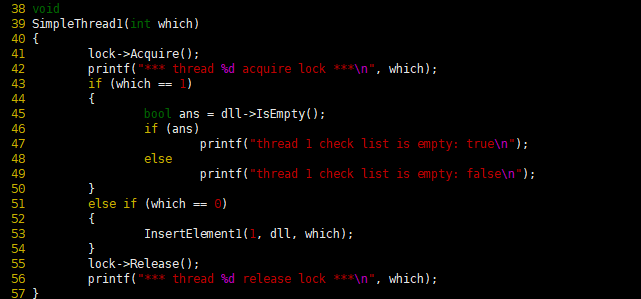 38 void
39 SimpleThread1(int which)
40 {
41         lock->Acquire();
42         printf("*** thread %d acquire lock ***\n", which);
43         if (which == 1)
44         {
45                 bool ans = dll->IsEmpty();
46                 if (ans)
47                         printf("thread 1 check list is empty: true\n");
48                 else
49                         printf("thread 1 check list is empty: false\n");
50         }
51         else if (which == 0)
52         {
53                 InsertElement1(1, dll, which);
54         }
55         lock->Release();
56         printf("*** thread %d release lock ***\n", which);
57 }